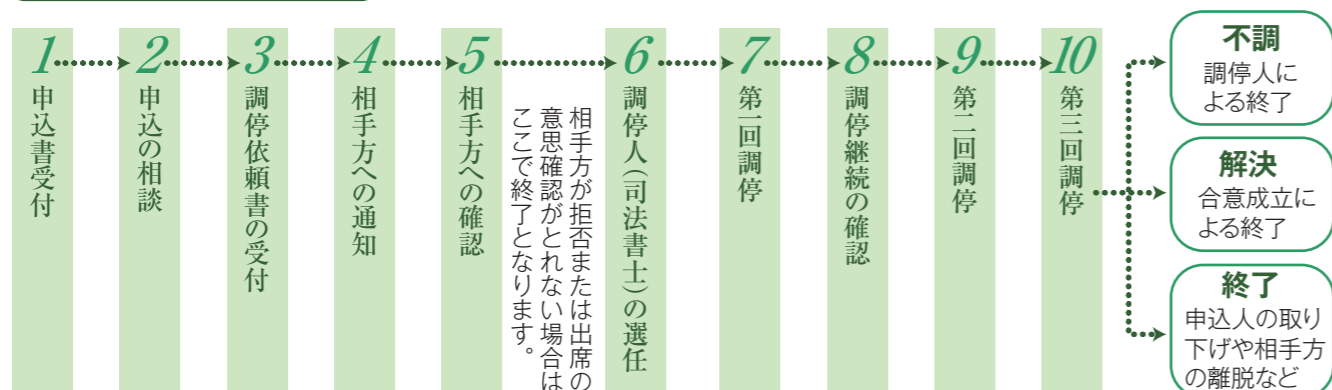 1
申込書受付
2
申込の相談
3
調停依頼書の受付
4
相手方への通知
5
相手方への確認
相手方が拒否または出席の
意思確認がとれない場合は
ここで終了となります。
6
調停人(司法書士)の選任
7
第一回調停
8
調停継続の確認
9
第二回調停
10
第三回調停
不調
調停人に
よる終了
解決
合意成立に
よる終了
終了
申込人の取り
下げや相手方
の離脱など